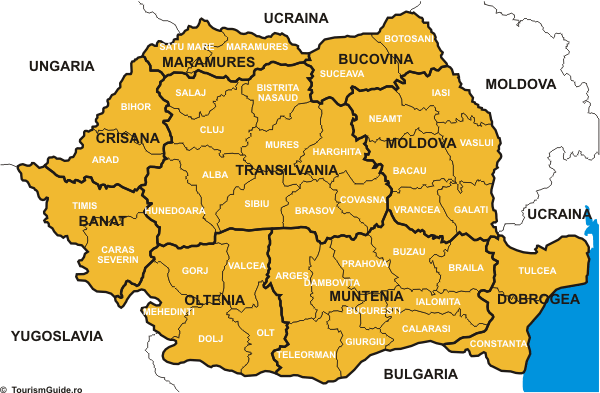 UCRAINA
BOTOSANI
SATU MARE
MARAMURES
MARAMURES
BUCOVINA
UNGARIA
SUCEAVA
MOLDOVA
SALAJ
BISTRITA
NASAUD
IASI
BIHOR
NEAMT
CRISANA
CLUJ
MURES
MOLDOVA
VASLUI
HARGHITA
ARAD
ALBA
TRANSILVANIA
BACAU
TIMIS
HUNEDOARA
SIBIU
BRASOV
COVASNA
VRANCEA
GALATI
UCRAINA
BANAT
CARAS
SEVERIN
GORJ
VALCEA
ARGES
PRAHOVA
BUZAU
BRAILA
TULCEA
DAMBOVITA
OLTENIA
MUNTENIA
IALOMITA
DOBROGEA
MEHEDINTI
BUCURESTI
YUGOSLAVIA
DOLJ
OLT
CALARASI
TELEORMAN
GIURGIU
CONSTANTA
BULGARIA
© TourismGuide.ro